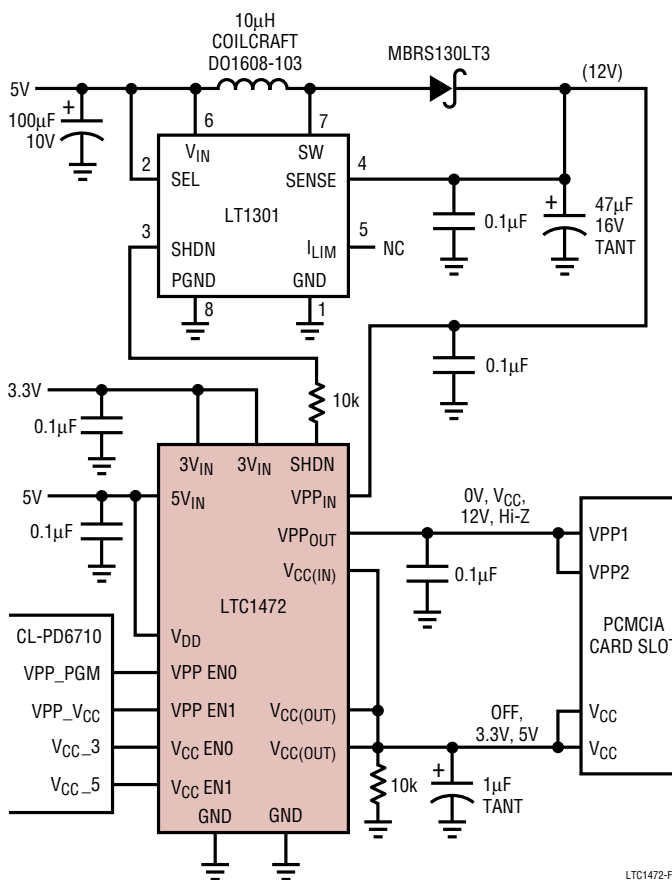 10µH
COILCRAFT
DO1608-103
MBRS130LT3
5V
(12V)
+
100µF
10V
6
7
V_IN
SW
2
SEL
SENSE
4
LT1301
0.1µF
+
47µF
16V
TANT
3
SHDN
I_LIM
5
NC
PGND
GND
8
1
0.1µF
3.3V
10k
0.1µF
3V_IN
3V_IN
SHDN
5V
5V_IN
VPP_IN
0V, V_CC,
12V, Hi-Z
0.1µF
VPP_OUT
VPP1
V_CC(IN)
0.1µF
VPP2
LTC1472
PCMCIA
CARD SLOT
CL-PD6710
V_DD
VPP_PGM
VPP EN0
VPP_V_CC
VPP EN1
V_CC(OUT)
OFF,
3.3V, 5V
V_CC
V_CC_3
V_CC EN0
V_CC(OUT)
V_CC
V_CC_5
V_CC EN1
10k
+
1µF
TANT
GND
GND